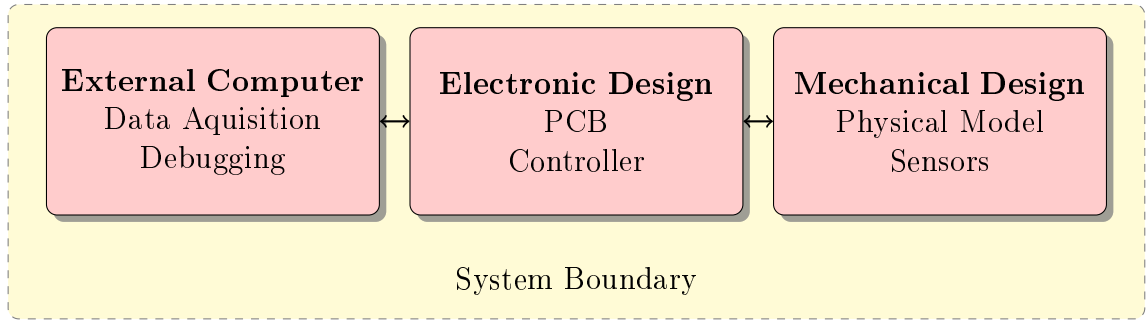 External Computer
Data Aquisition
Debugging
Electronic Design
PCB
Controller
Mechanical Design
Physical Model
Sensors
System Boundary